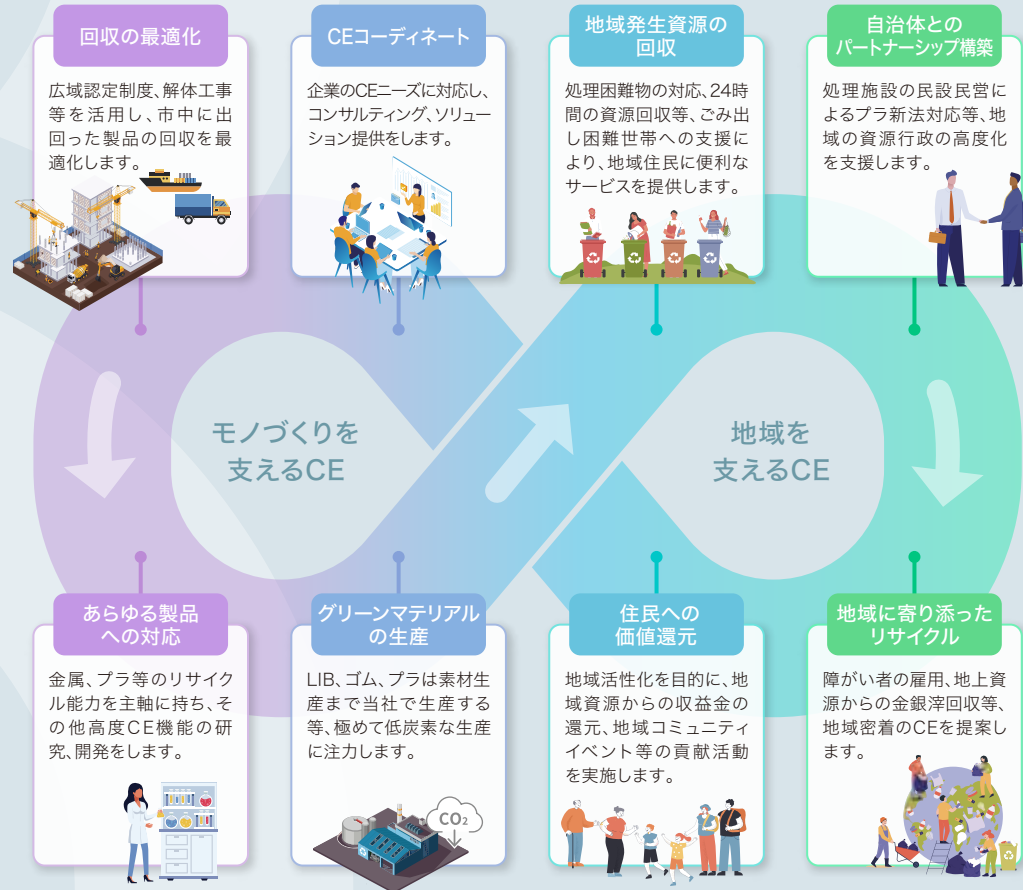 回収の最適化
広域認定制度、解体工事
等を活用し、市中に出
回った製品の回収を最
適化します。
CEコーディネート
企業のCEニーズに対応し、
コンサルティング、ソリュー
ション提供をします。
地域発生資源の
回収
処理困難物の対応、24時
間の資源回収等、ごみ出
し困難世帯への支援に
より、地域住民に便利な
サービスを提供します。
自治体との
パートナーシップ構築
処理施設の民設民営に
よるプラ新法対応等、地
域の資源行政の高度化
を支援します。
モノづくりを
支えるCE
地域を
支えるCE
あらゆる製品
への対応
金属、プラ等のリサイク
ル能力を主軸に持ち、そ
の他高度CE機能の研
究、開発をします。
グリーンマテリアル
の生産
LIB、ゴム、プラは素材生
産まで当社で生産する
等、極めて低炭素な生産
に注力します。
CO₂
住民への
価値還元
地域活性化を目的に、地
域資源からの収益金の
還元、地域コミュニティ
イベント等の貢献活動
を実施します。
地域に寄り添った
リサイクル
障がい者の雇用、地上資
源からの金銀滓回収等、
地域密着のCEを提案し
ます。